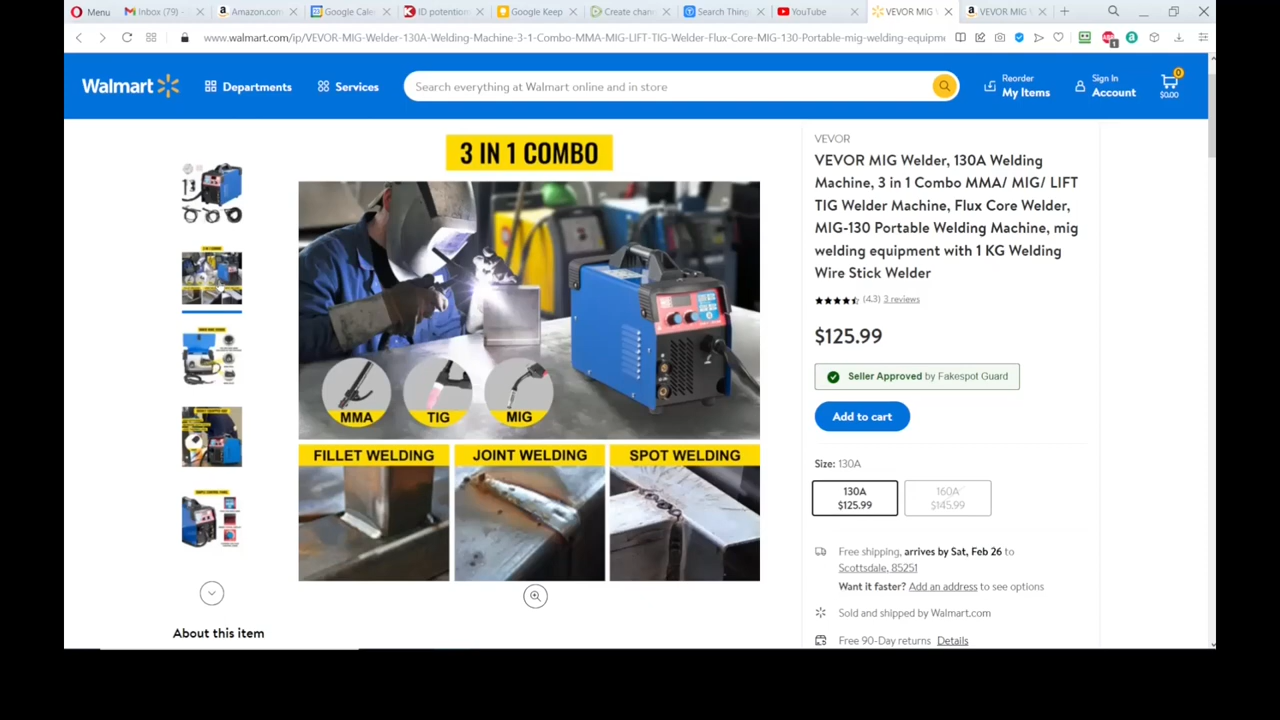 Menu
Inbox (79) -
Amazon.com
Google Cale
ID potention
Google Keep
Create chan
Search Thing
YouTube
VEVOR MIG
VEVOR MIG
www.walmart.com/ip/VEVOR-MIG-Welder-130A-Welding-Machine-3-1-Combo-MMA-MIG-LIFT-TIG-Welder-Flux-Core-MIG-130-Portable-mig-welding-equipm
1
Walmart
Departments
Services
Search everything at Walmart online and in store
Reorder
My Items
Sign In
Account
0
$0.00
3 IN 1 COMBO
MMA
TIG
MIG
FILLET WELDING
JOINT WELDING
SPOT WELDING
About this item
VEVOR
VEVOR MIG Welder, 130A Welding
Machine, 3 in 1 Combo MMA/ MIG/ LIFT
TIG Welder Machine, Flux Core Welder,
MIG-130 Portable Welding Machine, mig
welding equipment with 1 KG Welding
Wire Stick Welder
(4.3) 3 reviews
$125.99
Seller Approved by Fakespot Guard
Add to cart
Size: 130A
130A
$125.99
160A
$145.99
Free shipping, arrives by Sat, Feb 26 to
Scottsdale, 85251
Want it faster? Add an address to see options
Sold and shipped by Walmart.com
Free 90-Day returns Details